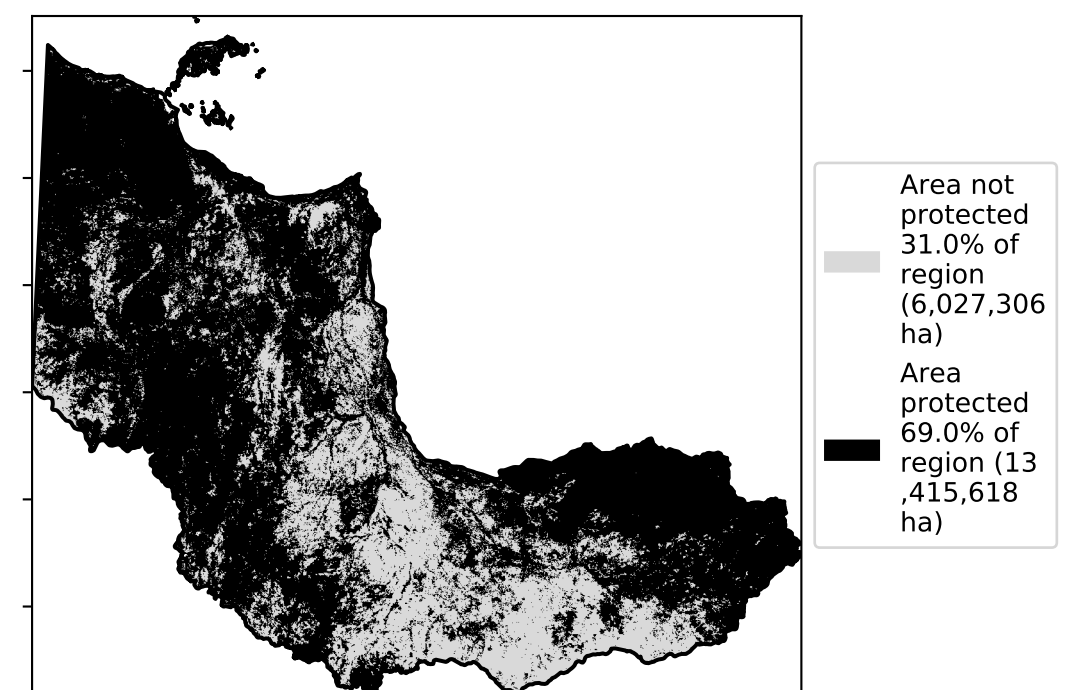 Area not
protected
31.0% of
region
(6,027,306
ha)
Area
protected
69.0% of
region (13
,415,618
ha)